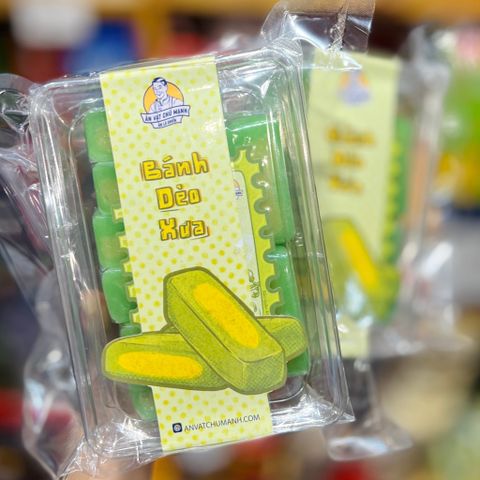 ĂN VẶT CHÚ MẠNH
Bánh
Dẻo
Xưa
ANVATCHUMANH.COM